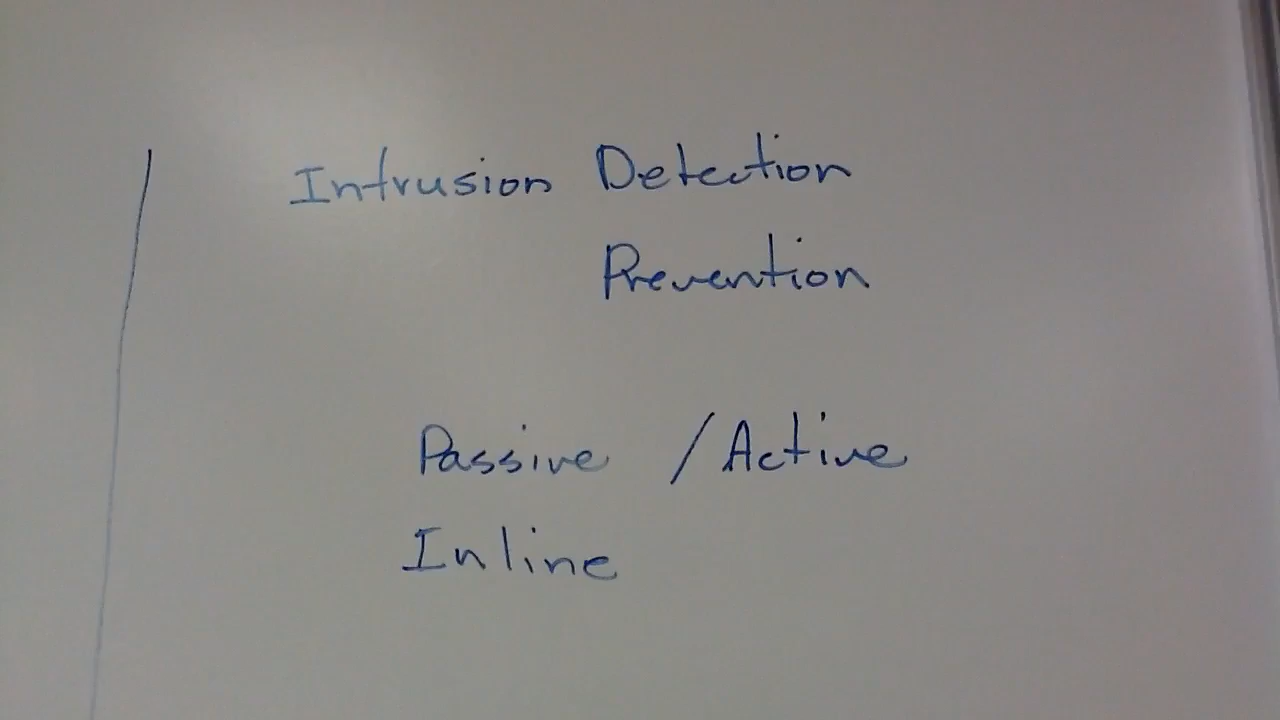 Intrusion Detection
Prevention
Passive / Active
Inline